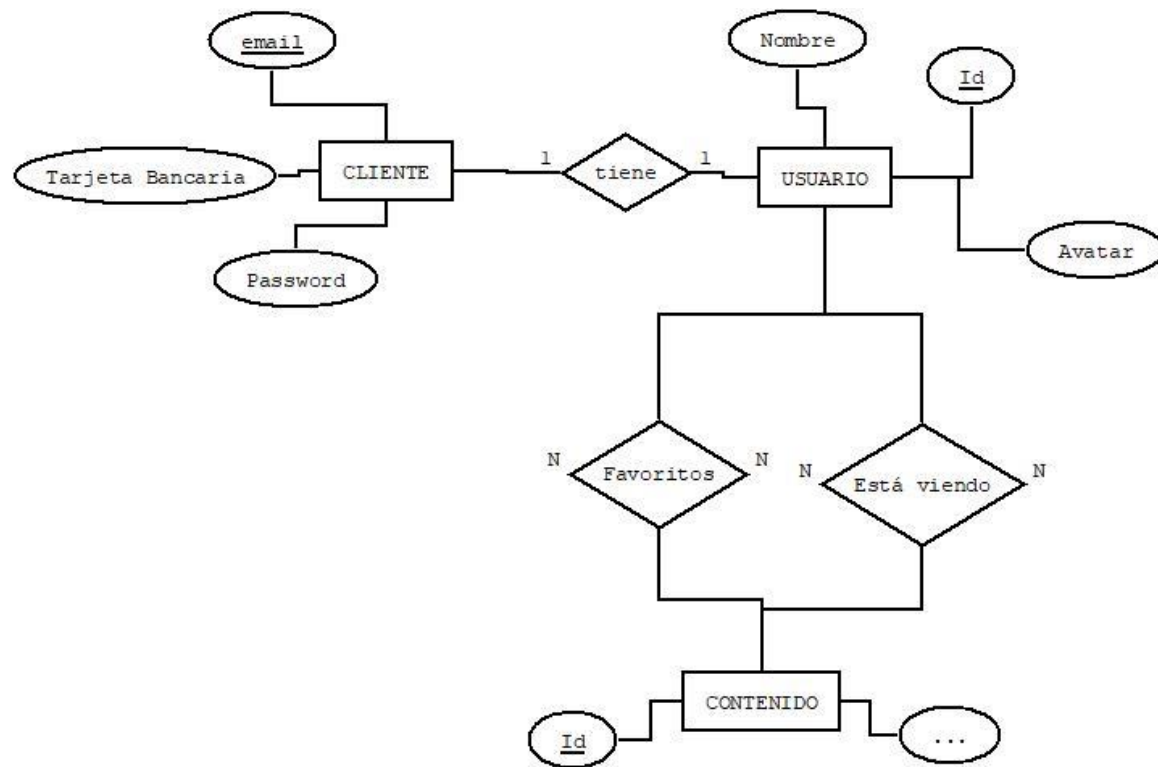 email
Nombre
Id
Tarjeta Bancaria
CLIENTE
1
tiene
1
USUARIO
Password
Avatar
N
Favoritos
N
N
Está viendo
N
CONTENIDO
Id
...